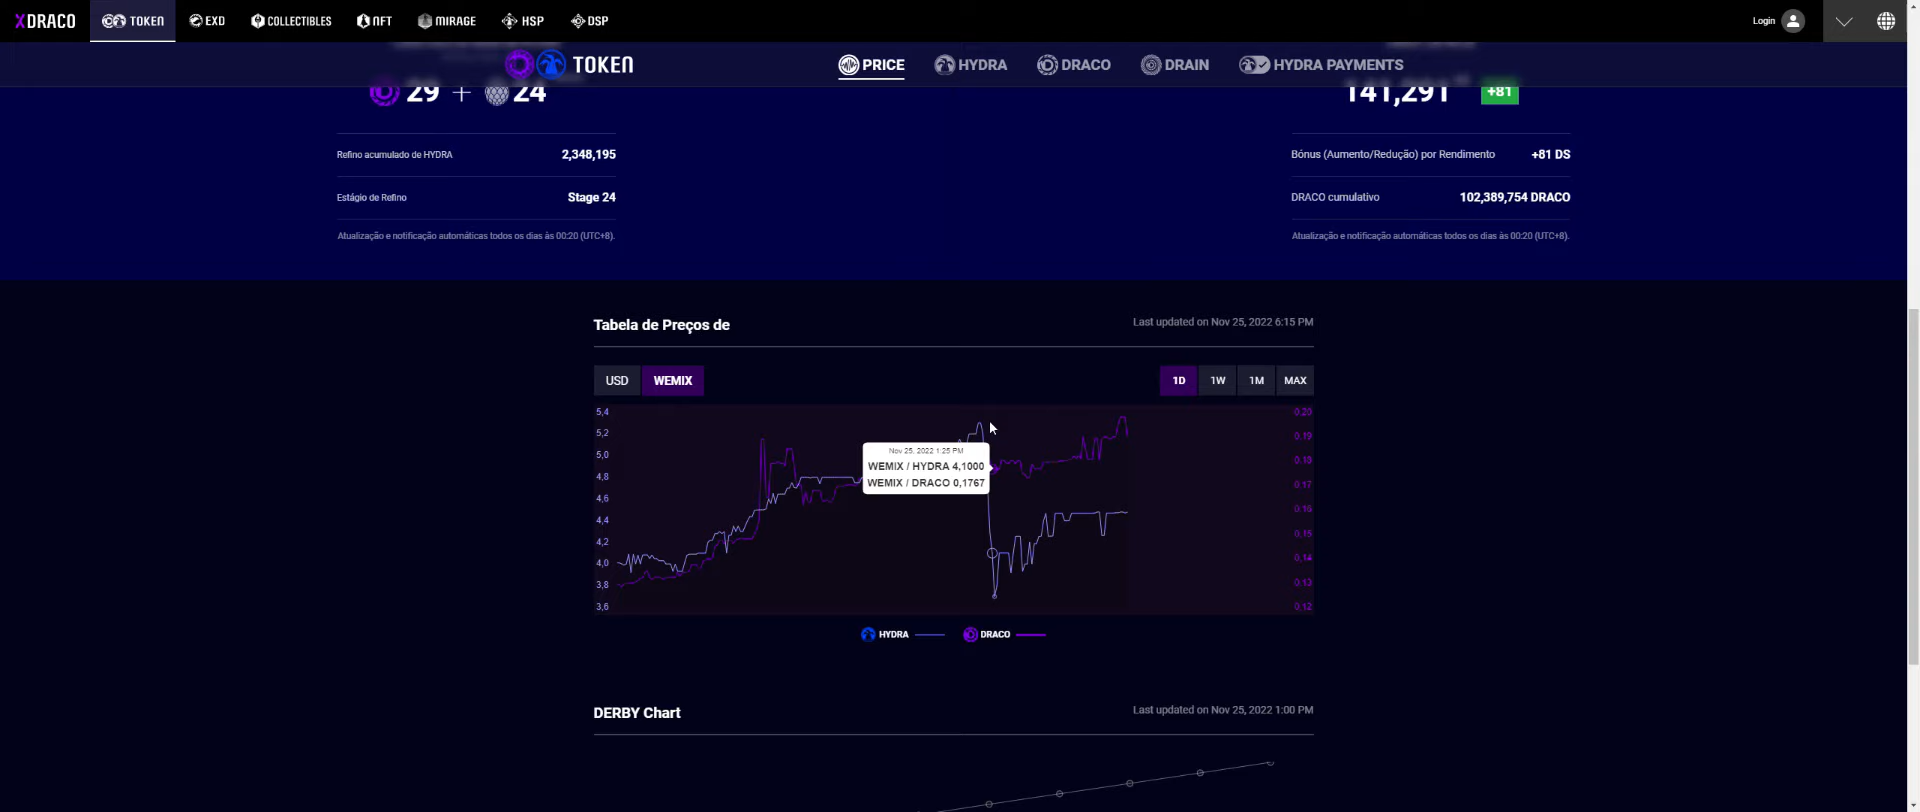 XDRACO TOKEN EXD COLLECTIBLES NFT MIRAGE HSP DSP Login
TOKEN PRICE HYDRA DRACO DRAIN HYDRA PAYMENTS
29 + 24
141,291 +81
Refino acumulado de HYDRA 2,348,195
Estágio de Refino Stage 24
Atualização e notificação automáticas todos os dias às 00:20 (UTC+8).
Bónus (Aumento/Redução) por Rendimento +81 DS
DRACO cumulativo 102,389,754 DRACO
Atualização e notificação automáticas todos os dias às 00:20 (UTC+8).
Tabela de Preços de Last updated on Nov 25, 2022 6:15 PM
USD WEMIX 1D 1W 1M MAX
5,4
5,2
5,0
4,8
4,6
4,4
4,2
4,0
3,8
3,6
Nov 25, 2022 1:25 PM
WEMIX / HYDRA 4,1000
WEMIX / DRACO 0,1767
0.20
0.19
0.18
0.17
0.16
0.15
0.14
0.13
0.12
HYDRA DRACO
DERBY Chart Last updated on Nov 25, 2022 1:00 PM